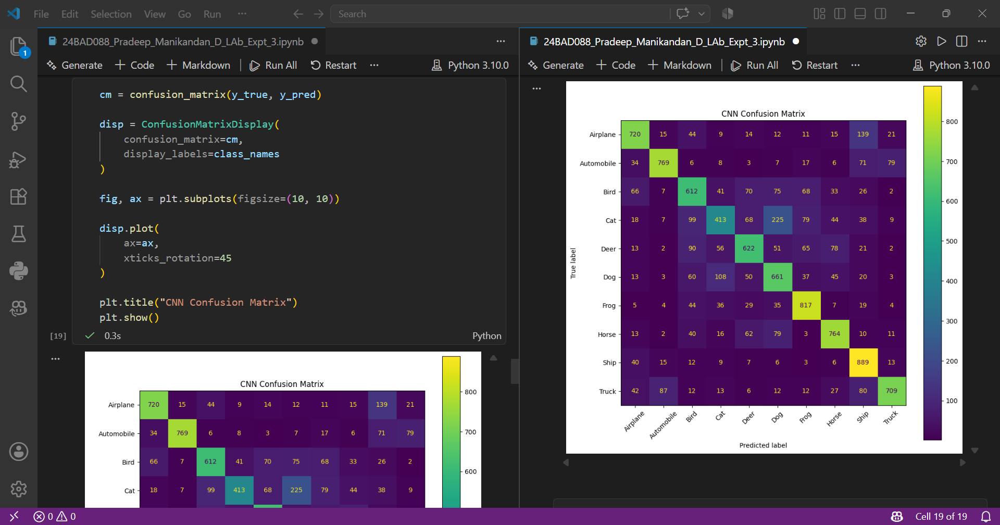 File Edit Selection View Go Run ··· Search
24BAD088_Pradeep_Manikandan_D_LAb_Expt_3.ipynb
Generate + Code + Markdown Run All Restart ··· Python 3.10.0
1
cm = confusion_matrix(y_true, y_pred)
disp = ConfusionMatrixDisplay(
confusion_matrix=cm,
display_labels=class_names
)
fig, ax = plt.subplots(figsize=(10, 10))
disp.plot(
ax=ax,
xticks_rotation=45
)
plt.title("CNN Confusion Matrix")
plt.show()
[19] 0.3s Python
CNN Confusion Matrix
Airplane 720 15 44 9 14 12 11 15 139 21
Automobile 34 769 6 8 3 7 17 6 71 79
Bird 66 7 612 41 70 75 68 33 26 2
Cat 18 7 99 413 68 225 79 44 38 9
800
700
600
24BAD088_Pradeep_Manikandan_D_LAb_Expt_3.ipynb
Generate + Code + Markdown Run All Restart ··· Python 3.10.0
CNN Confusion Matrix
True label
Airplane 720 15 44 9 14 12 11 15 139 21
Automobile 34 769 6 8 3 7 17 6 71 79
Bird 66 7 612 41 70 75 68 33 26 2
Cat 18 7 99 413 68 225 79 44 38 9
Deer 13 2 90 56 622 51 65 78 21 2
Dog 13 3 60 108 50 661 37 45 20 3
Frog 5 4 44 36 29 35 817 7 19 4
Horse 13 2 40 16 62 79 3 764 10 11
Ship 40 15 12 9 7 6 3 6 889 13
Truck 42 87 12 13 6 12 12 27 80 709
Airplane Automobile Bird Cat Deer Dog Frog Horse Ship Truck
Predicted label
800
700
600
500
400
300
200
100
0 0
Cell 19 of 19